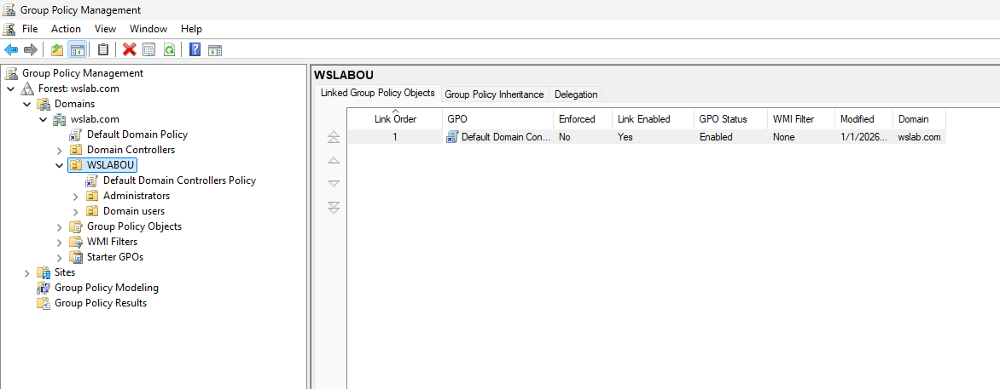 Group Policy Management
File Action View Window Help
Group Policy Management
Forest: wslab.com
Domains
wslab.com
Default Domain Policy
Domain Controllers
WSLABOU
Default Domain Controllers Policy
Administrators
Domain users
Group Policy Objects
WMI Filters
Starter GPOs
Sites
Group Policy Modeling
Group Policy Results
WSLABOU
Linked Group Policy Objects Group Policy Inheritance Delegation
Link Order GPO Enforced Link Enabled GPO Status WMI Filter Modified Domain
1 Default Domain Con... No Yes Enabled None 1/1/2026... wslab.com